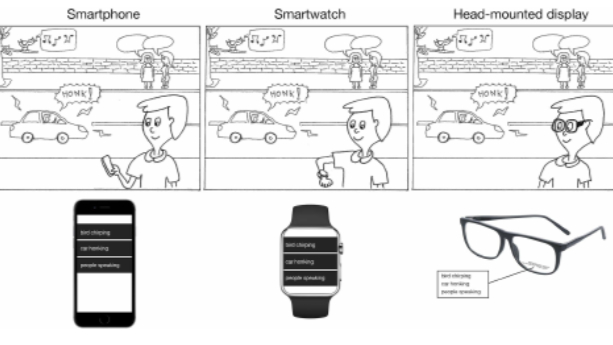 Smartphone
Smartwatch
Head-mounted display
HONK!
HONK!
HONK!
bird chirping
car honking
people speaking
bird chirping
car honking
people speaking
bird chirping
car honking
people speaking